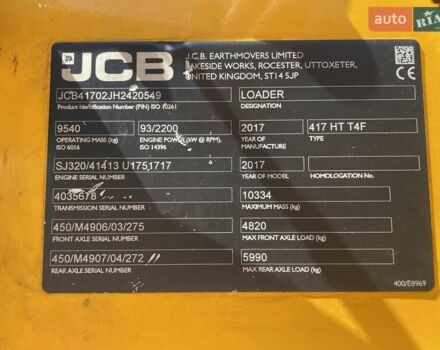 auto RIA
JCB
J.C.B. EARTHMOVERS LIMITED
LAKESIDE WORKS, ROCESTER, UTTOXETER,
UNITED KINGDOM, ST14 5JP
CE
JCB41702JH2420549
Product Identification Number (PIN) ISO 10261
LOADER
DESIGNATION
9540
OPERATING MASS (kg)
ISO 6016
93/2200
ENGINE POWER (kW @ RPM),
ISO 14396
2017
YEAR OF
MANUFACTURE
417 HT T4F
TYPE
SJ320/41413 U1751717
ENGINE SERIAL NUMBER
2017
YEAR OF MODEL
HOMOLOGATION No.
4035678
TRANSMISSION SERIAL NUMBER
10334
MAXIMUM MASS (kg)
450/M4906/03/275
FRONT AXLE SERIAL NUMBER
4820
MAX FRONT AXLE LOAD (kg)
450/M4907/04/272
REAR AXLE SERIAL NUMBER
5990
MAX REAR AXLE LOAD (kg)
400/E8969